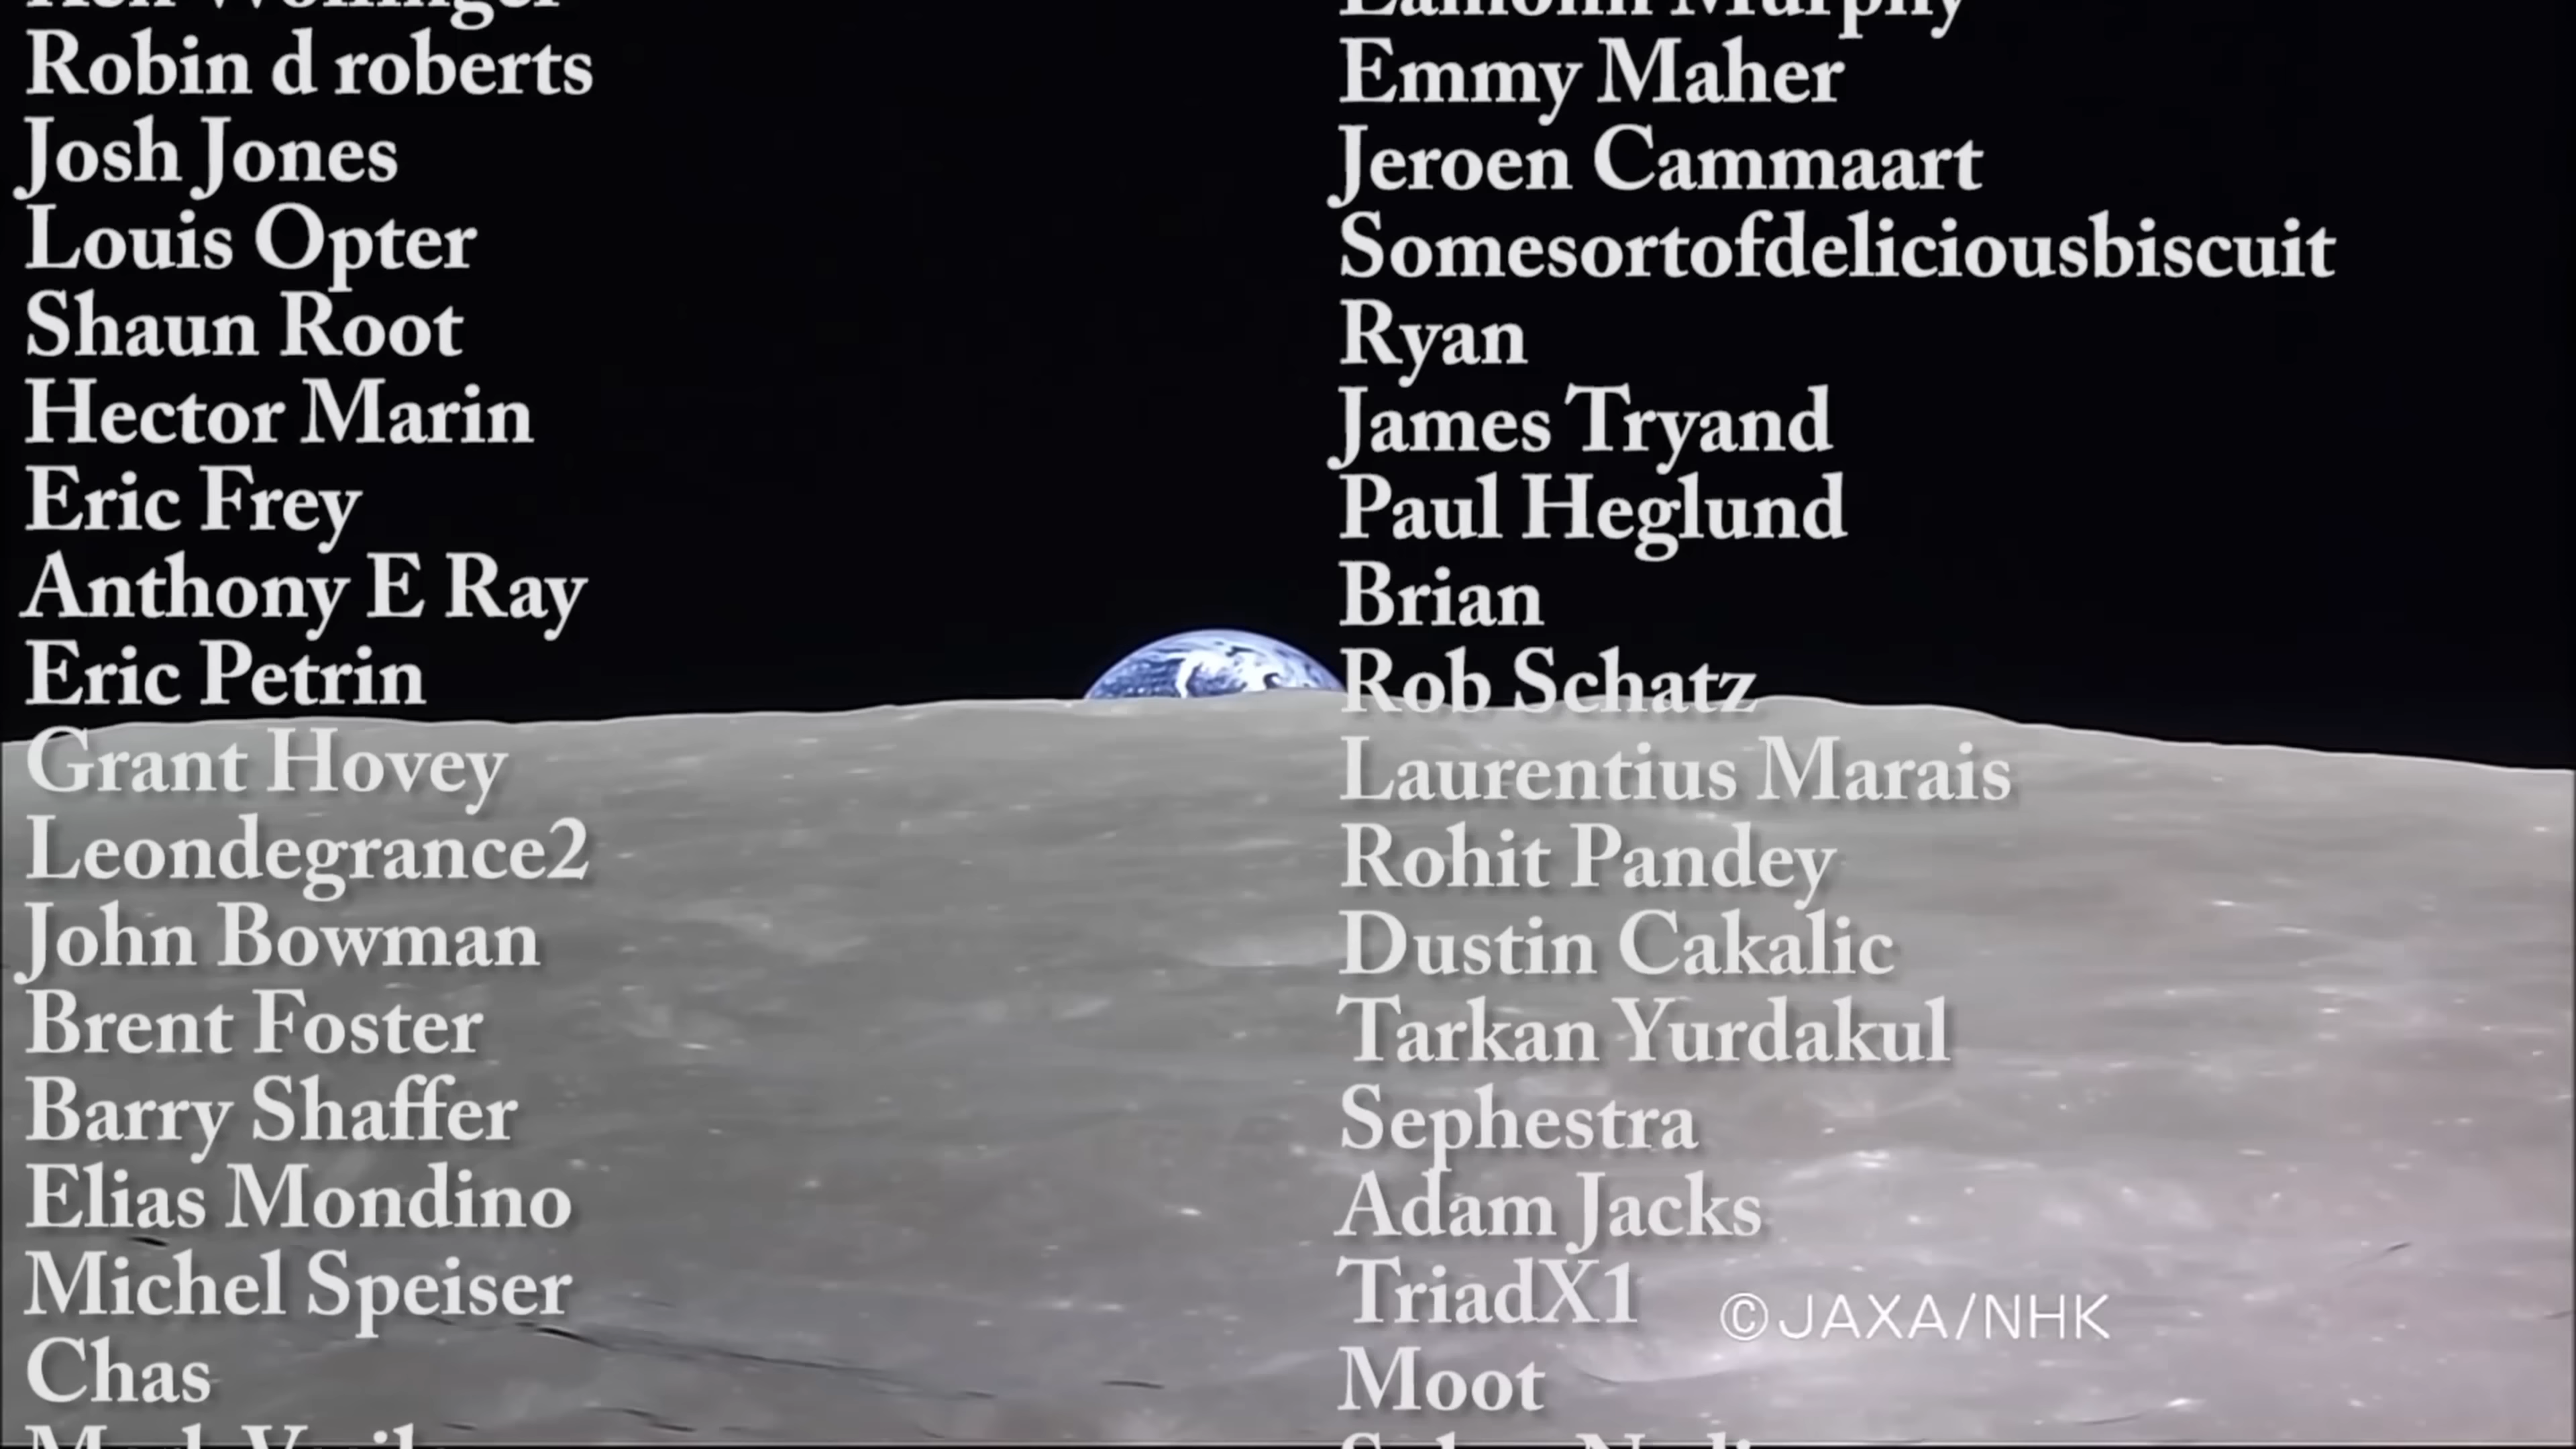 Robin d roberts
Josh Jones
Louis Opter
Shaun Root
Hector Marin
Eric Frey
Anthony E Ray
Eric Petrin
Grant Hovey
Leondegrance2
John Bowman
Brent Foster
Barry Shaffer
Elias Mondino
Michel Speiser
Chas
Murphy
Emmy Maher
Jeroen Cammaart
Somesortofdeliciousbiscuit
Ryan
James Tryand
Paul Heglund
Brian
Rob Schatz
Laurentius Marais
Rohit Pandey
Dustin Cakalic
Tarkan Yurdakul
Sephestra
Adam Jacks
TriadX1
Moot
©JAXA/NHK